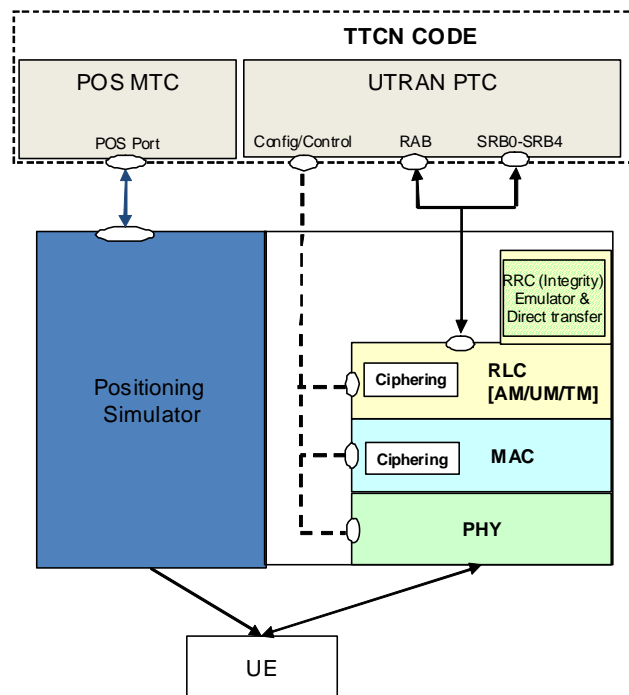 TTCN CODE
POS MTC
UTRAN PTC
POS Port
Config/Control
RAB
SRB0-SRB4
RRC (Integrity)
Emulator &
Direct transfer
Positioning
Simulator
Ciphering
RLC
[AM/UM/TM]
Ciphering
MAC
PHY
UE